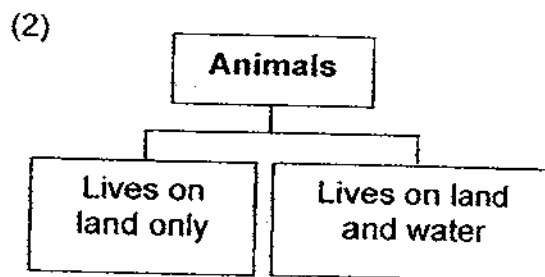 (2)
Animals
Lives on
land only
Lives on land
and water